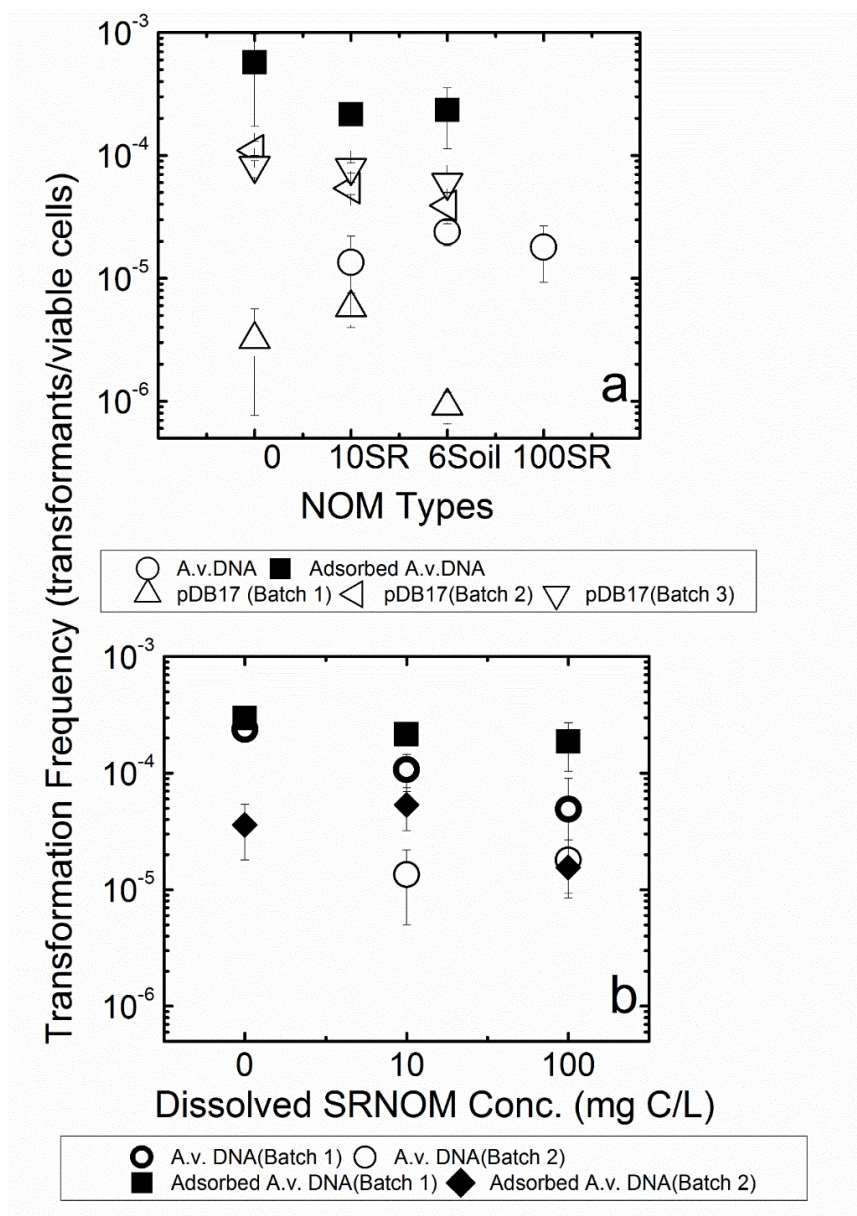 Transformation Frequency (transformants/viable cells)
10-3
10-4
10-5
10-6
a
0 10SR 6Soil 100SR
NOM Types
A.v.DNA Adsorbed A.v.DNA
pDB17 (Batch 1) pDB17(Batch 2) pDB17(Batch 3)
10-3
10-4
10-5
10-6
b
0 10 100
Dissolved SRNOM Conc. (mg C/L)
A.v. DNA(Batch 1) A.v. DNA(Batch 2)
Adsorbed A.v. DNA(Batch 1) Adsorbed A.v. DNA(Batch 2)